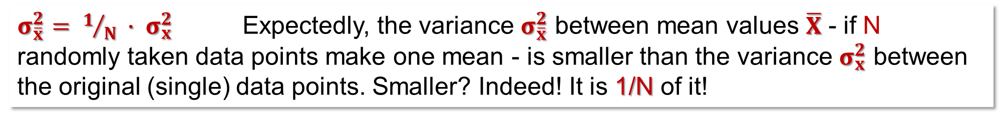 σ²x̄ = ¹/N · σ²x Expectedly, the variance σ²x̄ between mean values X̄ - if N
randomly taken data points make one mean - is smaller than the variance σ²x between
the original (single) data points. Smaller? Indeed! It is 1/N of it!